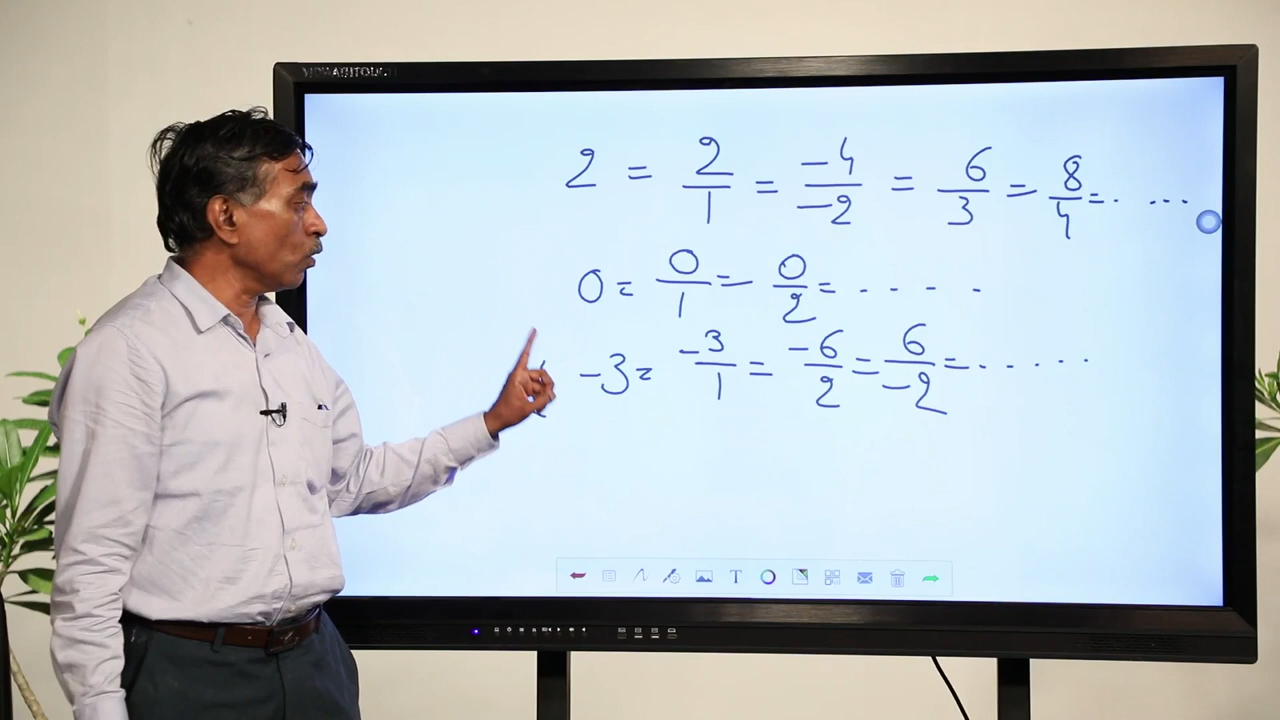 2 = 2/1 = -4/-2 = 6/3 = 8/4 = . ...
0 = 0/1 = 0/2 = . . . . .
-3 = -3/1 = -6/2 = 6/-2 = . . . . .
T